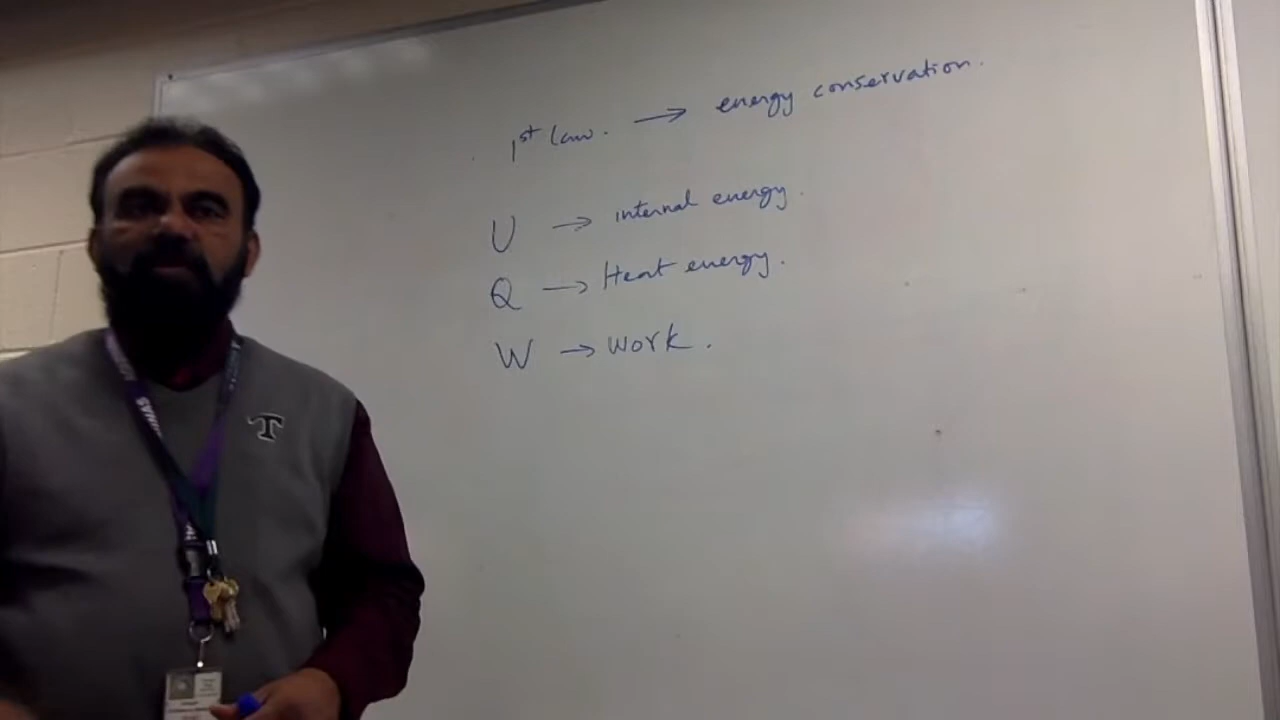 1st law. → energy conservation.
U → internal energy.
Q → Heat energy.
W → work.
T